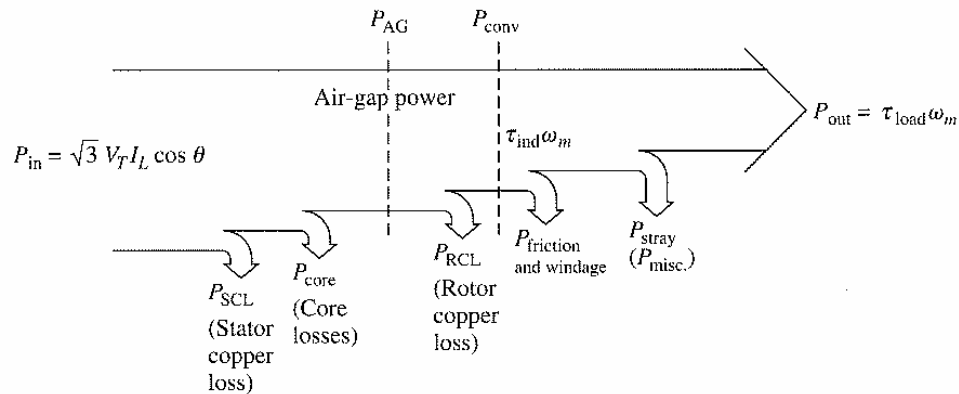 P_AG
P_conv
Air-gap power
P_in = √3 V_T I_L cos θ
τ_ind ω_m
P_out = τ_load ω_m
P_SCL
(Stator
copper
loss)
P_core
(Core
losses)
P_RCL
(Rotor
copper
loss)
P_friction
and windage
P_stray
(P_misc.)